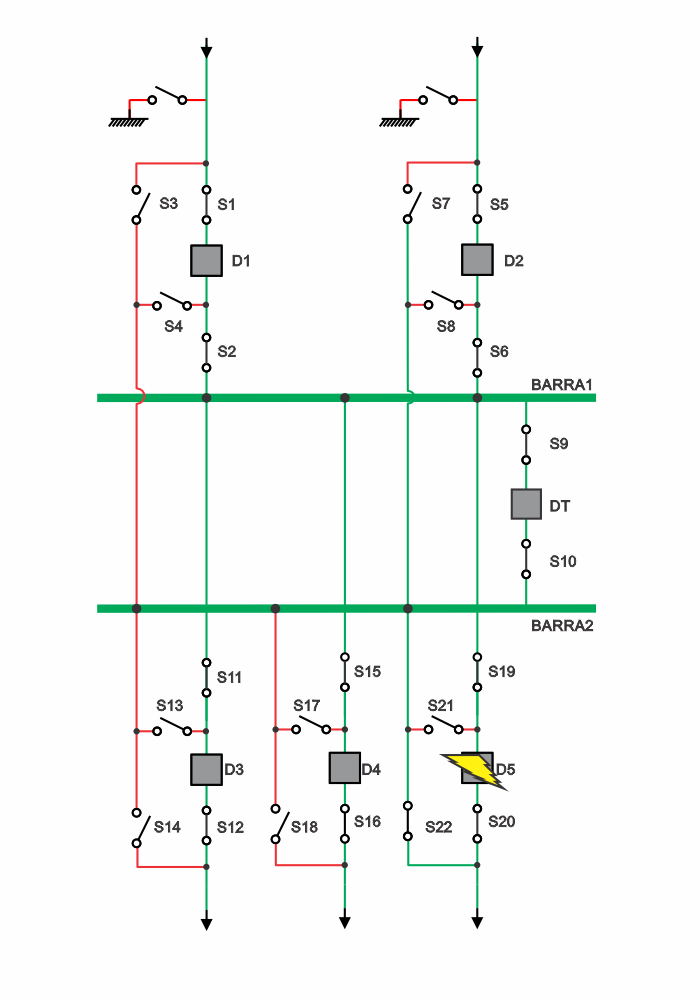 S3 S1 S7 S5
D1 D2
S4 S8
S2 S6
BARRA1
S9
DT
S10
BARRA2
S11 S15 S19
S13 S17 S21
D3 D4 D5
S14 S12 S18 S16 S22 S20